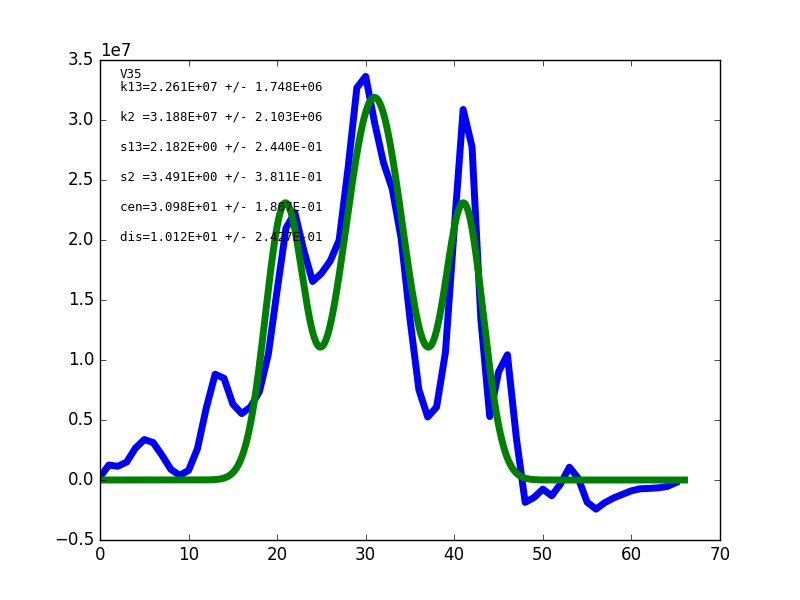 1e7
3.5
3.0
2.5
2.0
1.5
1.0
0.5
0.0
−0.5
V35
k13=2.261E+07 +/- 1.748E+06
k2 =3.188E+07 +/- 2.103E+06
s13=2.182E+00 +/- 2.440E-01
s2 =3.491E+00 +/- 3.811E-01
cen=3.098E+01 +/-
dis=1.012E+01 +/- 2.427E-01
0 10 20 30 40 50 60 70